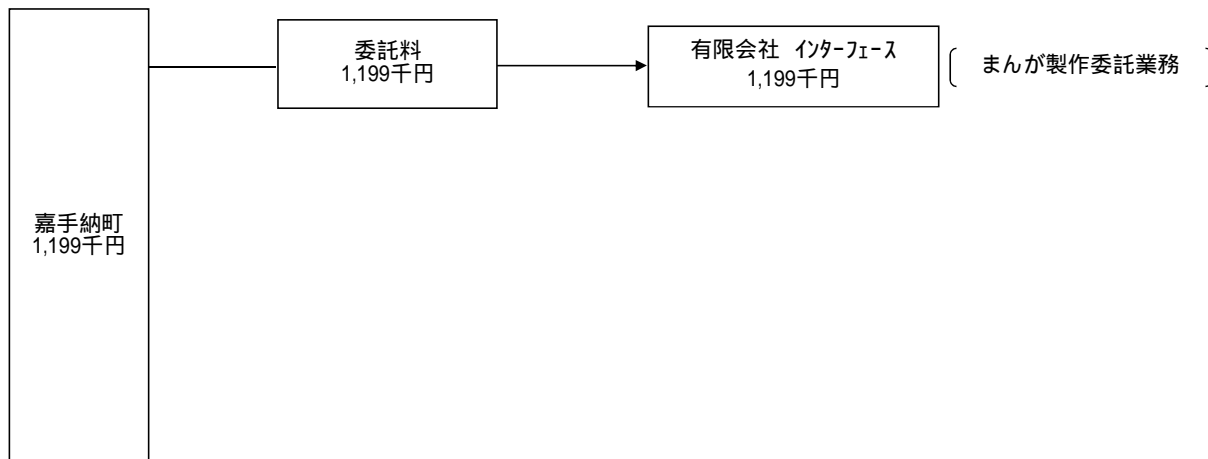 嘉手納町
1,199千円
委託料
1,199千円
有限会社 ｲﾝﾀｰﾌｪｰｽ
1,199千円
まんが製作委託業務